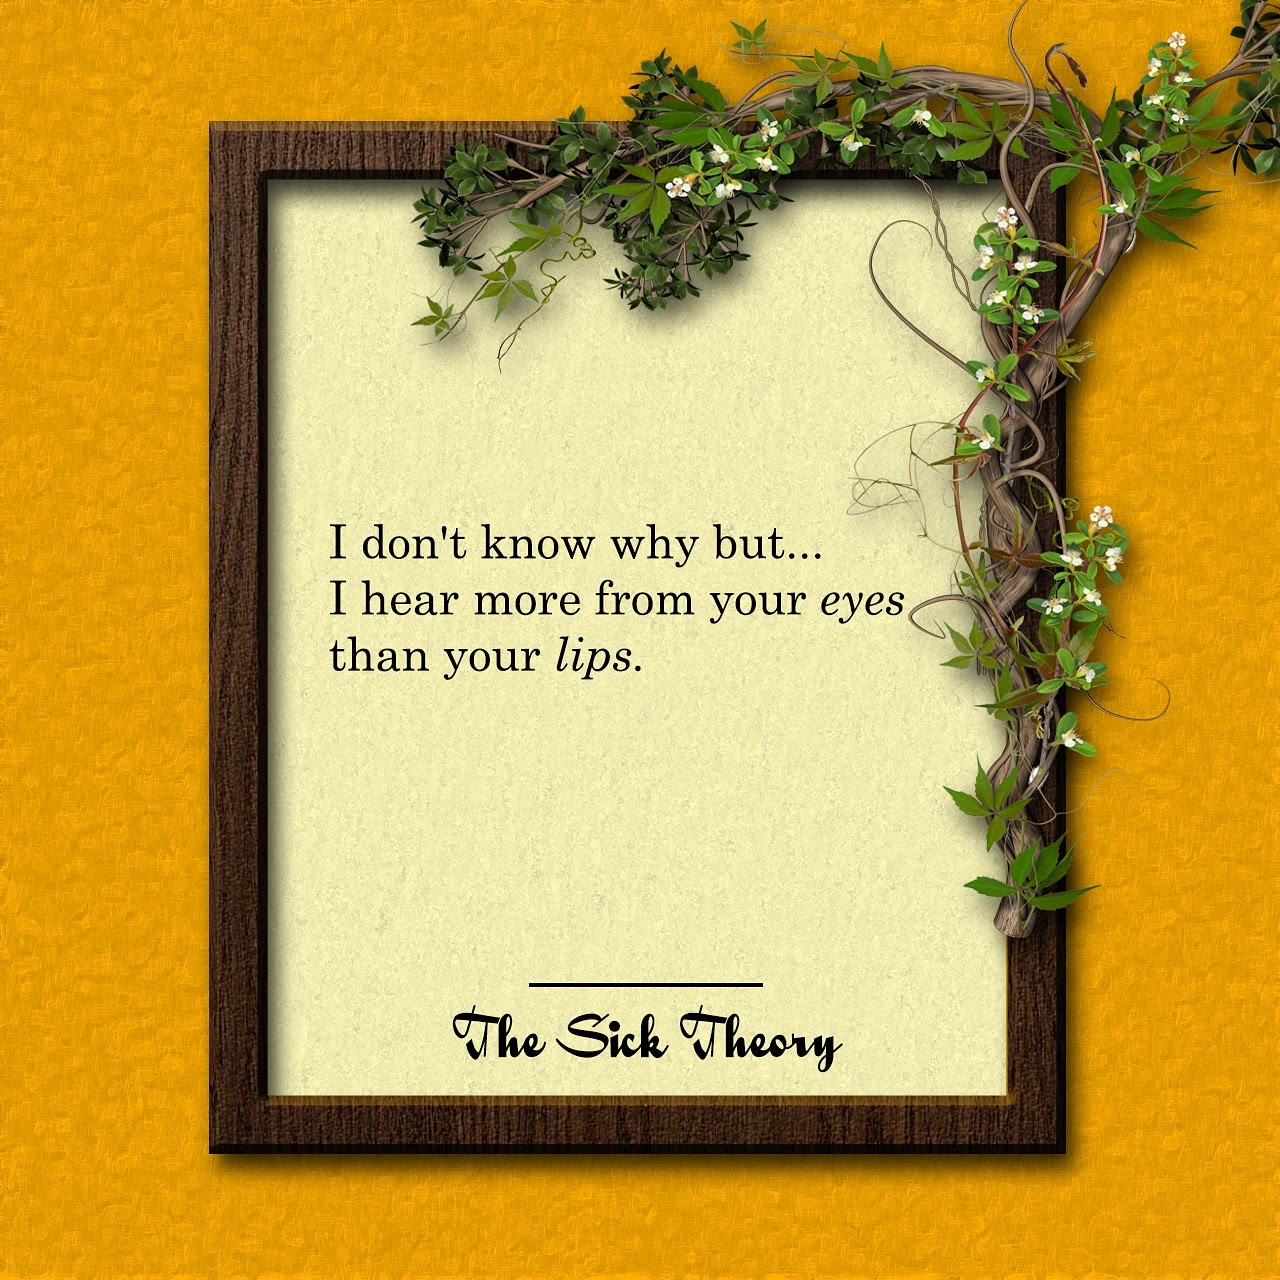 I don't know why but...
I hear more from your eyes
than your lips.
The Sick Theory